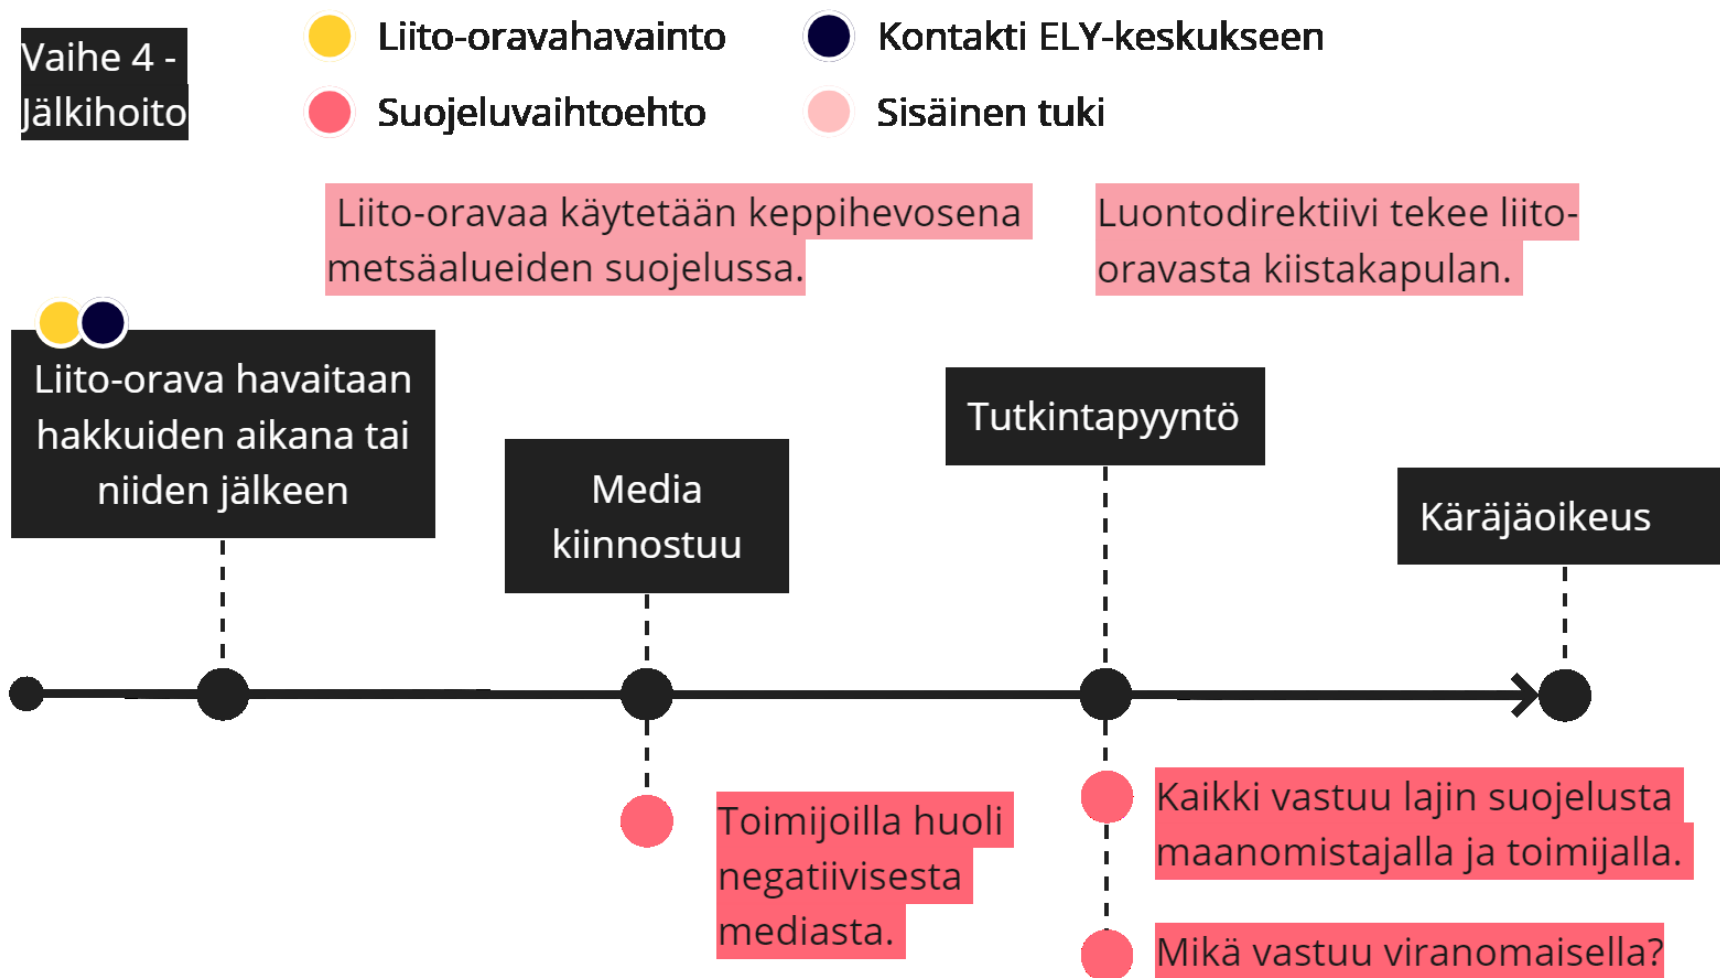 Vaihe 4 -
Jälkihoito
Liito-oravahavainto
Kontakti ELY-keskukseen
Suojeluvaihtoehto
Sisäinen tuki
Liito-oravaa käytetään keppihevosena
metsäalueiden suojelussa.
Luontodirektiivi tekee liito-
oravasta kiistakapulan.
Liito-orava havaitaan
hakkuiden aikana tai
niiden jälkeen
Media
kiinnostuu
Tutkintapyyntö
Käräjäoikeus
Toimijoilla huoli
negatiivisesta
mediasta.
Kaikki vastuu lajin suojelusta
maanomistajalla ja toimijalla.
Mikä vastuu viranomaisella?